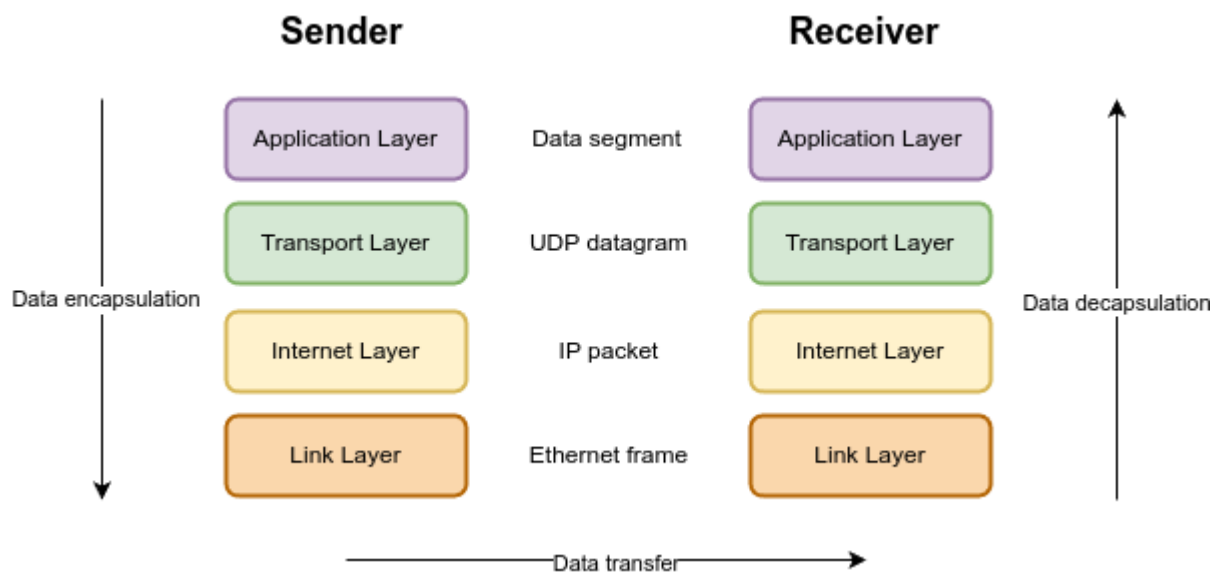 Sender
Receiver
Application Layer
Data segment
Application Layer
Transport Layer
UDP datagram
Transport Layer
Data encapsulation
Data decapsulation
Internet Layer
IP packet
Internet Layer
Link Layer
Ethernet frame
Link Layer
Data transfer